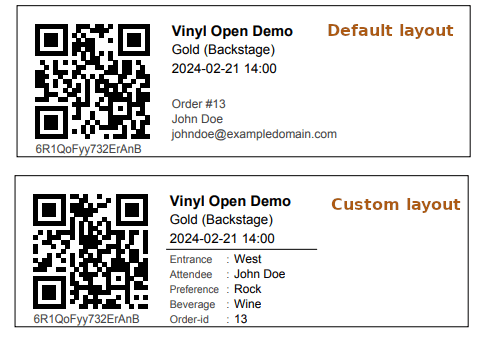 Vinyl Open Demo
Default layout
Gold (Backstage)
2024-02-21 14:00
Order #13
John Doe
johndoe@exampledomain.com
6R1QoFyy732ErAnB
Vinyl Open Demo
Custom layout
Gold (Backstage)
2024-02-21 14:00
Entrance : West
Attendee : John Doe
Preference : Rock
Beverage : Wine
Order-id : 13
6R1QoFyy732ErAnB